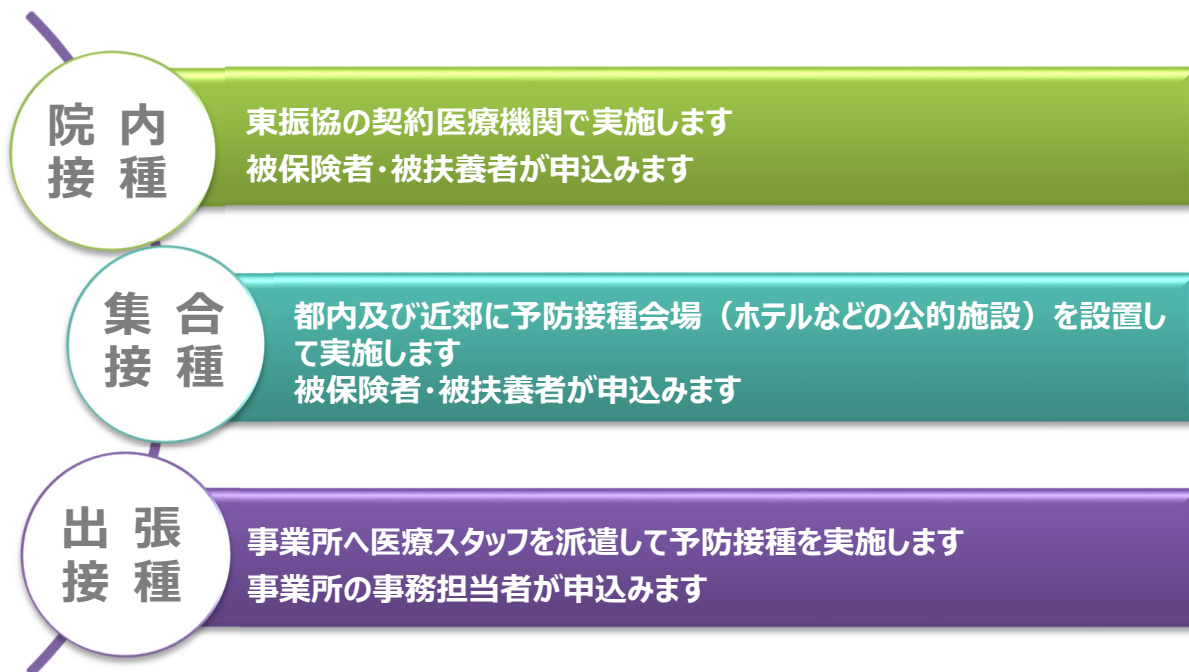 院内
接種
東振協の契約医療機関で実施します
被保険者・被扶養者が申込みます
集合
接種
都内及び近郊に予防接種会場（ホテルなどの公的施設）を設置し
て実施します
被保険者・被扶養者が申込みます
出張
接種
事業所へ医療スタッフを派遣して予防接種を実施します
事業所の事務担当者が申込みます